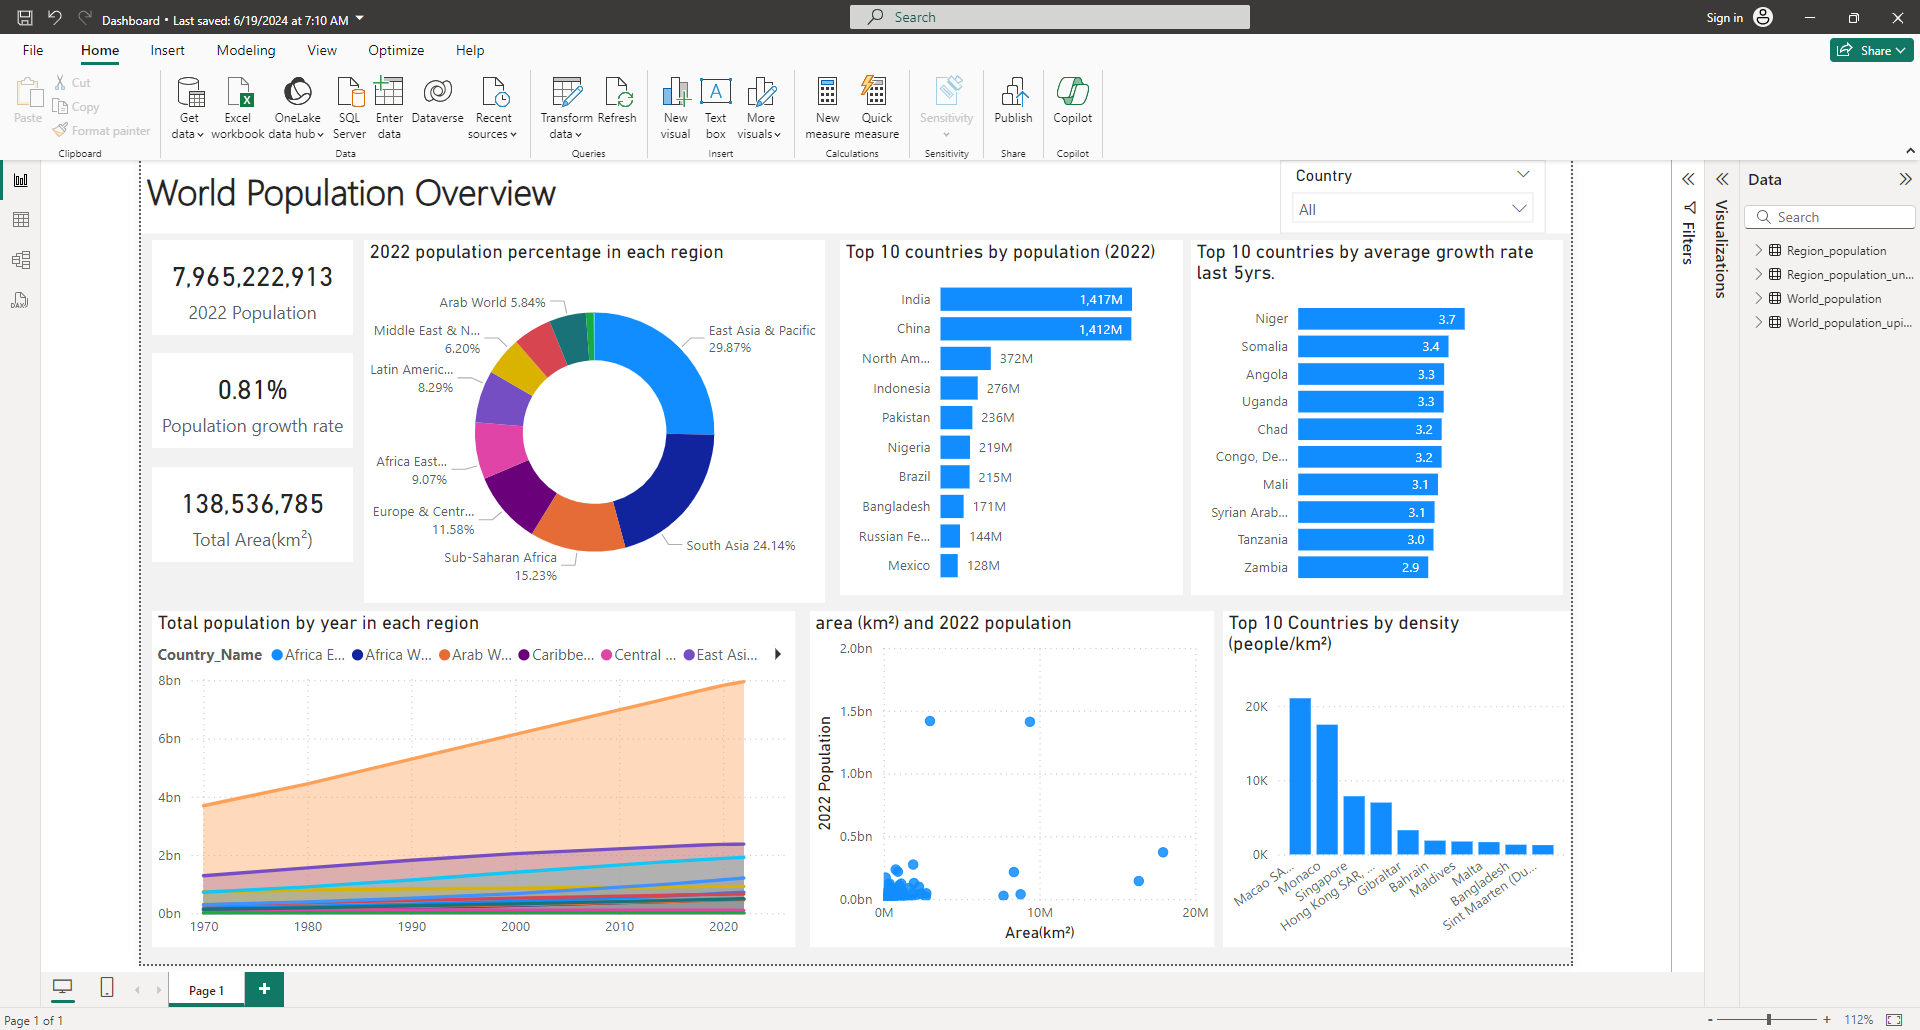 Dashboard • Last saved: 6/19/2024 at 7:10 AM
Search
Sign in
File
Home
Insert
Modeling
View
Optimize
Help
Share
Paste
Cut
Copy
Format painter
Clipboard
Get data
Excel workbook
OneLake data hub
SQL Server
Enter data
Dataverse
Recent sources
Data
Transform data
Refresh
Queries
New visual
Text box
More visuals
Insert
New measure
Quick measure
Calculations
Sensitivity
Sensitivity
Publish
Share
Copilot
Copilot
World Population Overview
Country
All
7,965,222,913
2022 Population
0.81%
Population growth rate
138,536,785
Total Area(km²)
2022 population percentage in each region
Arab World 5.84%
Middle East & N...
6.20%
Latin Americ...
8.29%
Africa East...
9.07%
Europe & Centr...
11.58%
Sub-Saharan Africa
15.23%
South Asia 24.14%
East Asia & Pacific
29.87%
Top 10 countries by population (2022)
India 1,417M
China 1,412M
North Am... 372M
Indonesia 276M
Pakistan 236M
Nigeria 219M
Brazil 215M
Bangladesh 171M
Russian Fe... 144M
Mexico 128M
Top 10 countries by average growth rate
last 5yrs.
Niger 3.7
Somalia 3.4
Angola 3.3
Uganda 3.3
Chad 3.2
Congo, De... 3.2
Mali 3.1
Syrian Arab... 3.1
Tanzania 3.0
Zambia 2.9
Total population by year in each region
Country_Name Africa E... Africa W... Arab W... Caribbe... Central ... East Asi...
8bn
6bn
4bn
2bn
0bn
1970 1980 1990 2000 2010 2020
area (km²) and 2022 population
2022 Population
2.0bn
1.5bn
1.0bn
0.5bn
0.0bn
0M 10M 20M
Area(km²)
Top 10 Countries by density
(people/km²)
20K
10K
0K
Macao SA...
Monaco
Singapore
Hong Kong SAR, ...
Gibraltar
Bahrain
Maldives
Malta
Bangladesh
Sint Maarten (Du...
Filters
Visualizations
Data
Search
Region_population
Region_population_un...
World_population
World_population_upi...
DAX
Page 1
Page 1 of 1
112%